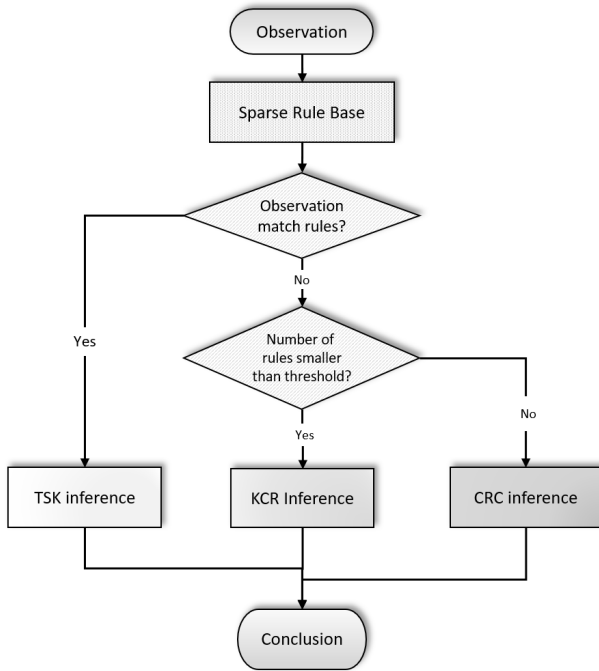 Observation
Sparse Rule Base
Observation
match rules?
No
Number of
rules smaller
than threshold?
Yes
Yes
No
TSK inference
KCR Inference
CRC inference
Conclusion